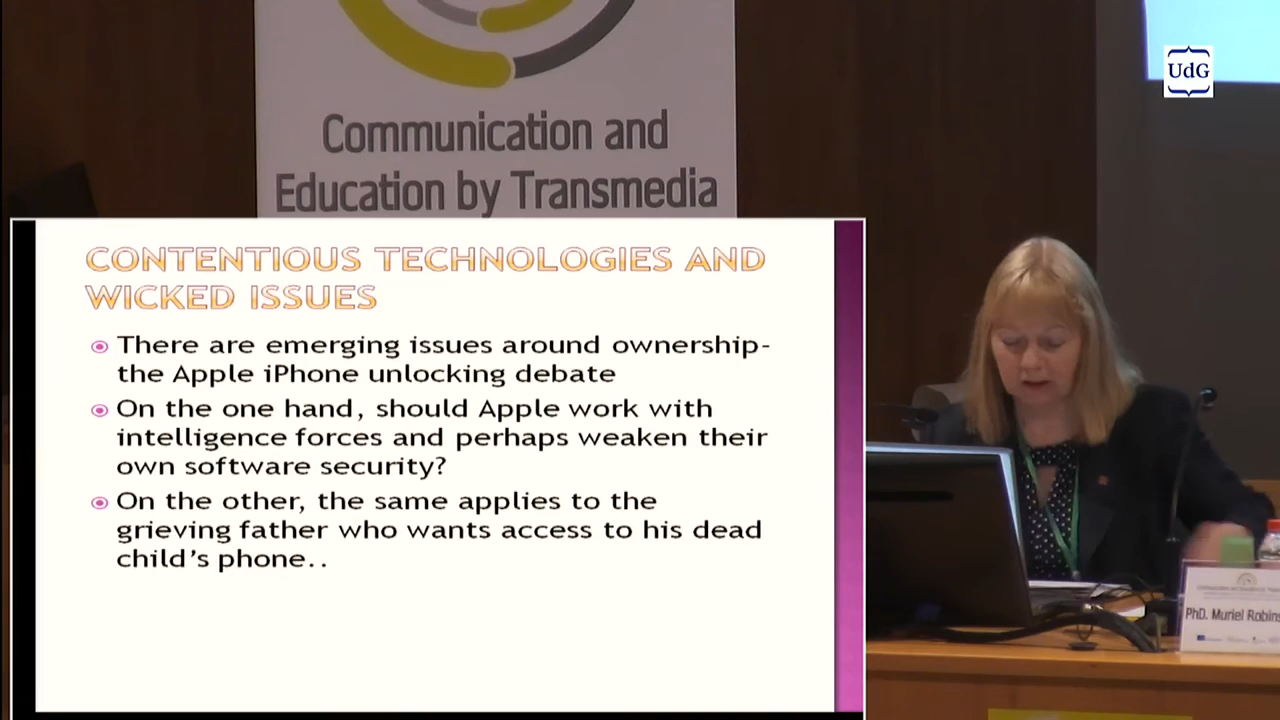 UdG
Communication and
Education by Transmedia
CONTENTIOUS TECHNOLOGIES AND
WICKED ISSUES
There are emerging issues around ownership-
the Apple iPhone unlocking debate
On the one hand, should Apple work with
intelligence forces and perhaps weaken their
own software security?
On the other, the same applies to the
grieving father who wants access to his dead
child's phone..
PhD. Muriel Robins